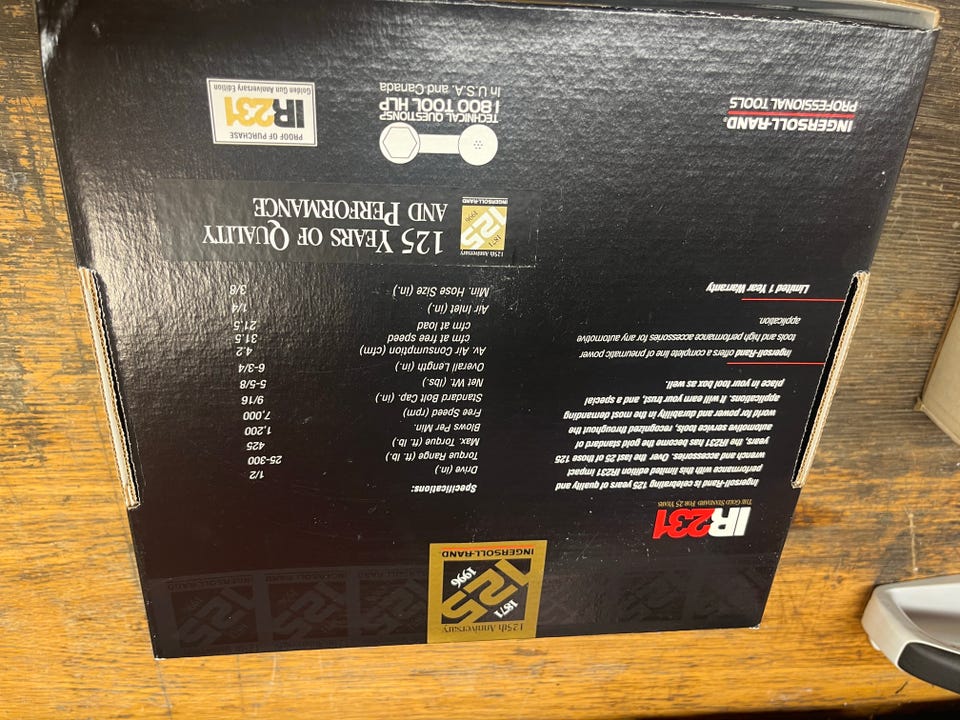 125th Anniversary
1871
125
1996
INGERSOLL-RAND
IR231
THE GOLD STANDARD FOR 25 YEARS
Ingersoll-Rand is celebrating 125 years of quality and
performance with this limited edition IR231 impact
wrench and accessories. Over the last 25 of those 125
years, the IR231 has become the gold standard of
automotive service tools, recognized throughout the
world for power and durability in the most demanding
applications. It will earn your trust, and a special
place in your tool box as well.
Ingersoll-Rand offers a complete line of pneumatic power
tools and high performance accessories for any automotive
application.
Limited 1 Year Warranty
Specifications:
Drive (in.) 1/2
Torque Range (ft. lb.) 25-300
Max. Torque (ft. lb.) 425
Blows Per Min. 1,200
Free Speed (rpm) 7,000
Standard Bolt Cap. (in.) 9/16
Net Wt. (lbs.) 5-5/8
Overall Length (in.) 6-3/4
Av. Air Consumption (cfm) 4.2
cfm at free speed 31.5
cfm at load 21.5
Air Inlet (in.) 1/4
Min. Hose Size (in.) 3/8
125th Anniversary
1871
125
1996
INGERSOLL-RAND
125 YEARS OF QUALITY
AND PERFORMANCE
INGERSOLL-RAND®
PROFESSIONAL TOOLS
TECHNICAL QUESTIONS?
1 800 TOOL HLP
In U.S.A. and Canada
PROOF OF PURCHASE
IR231
Golden Gun Anniversary Edition